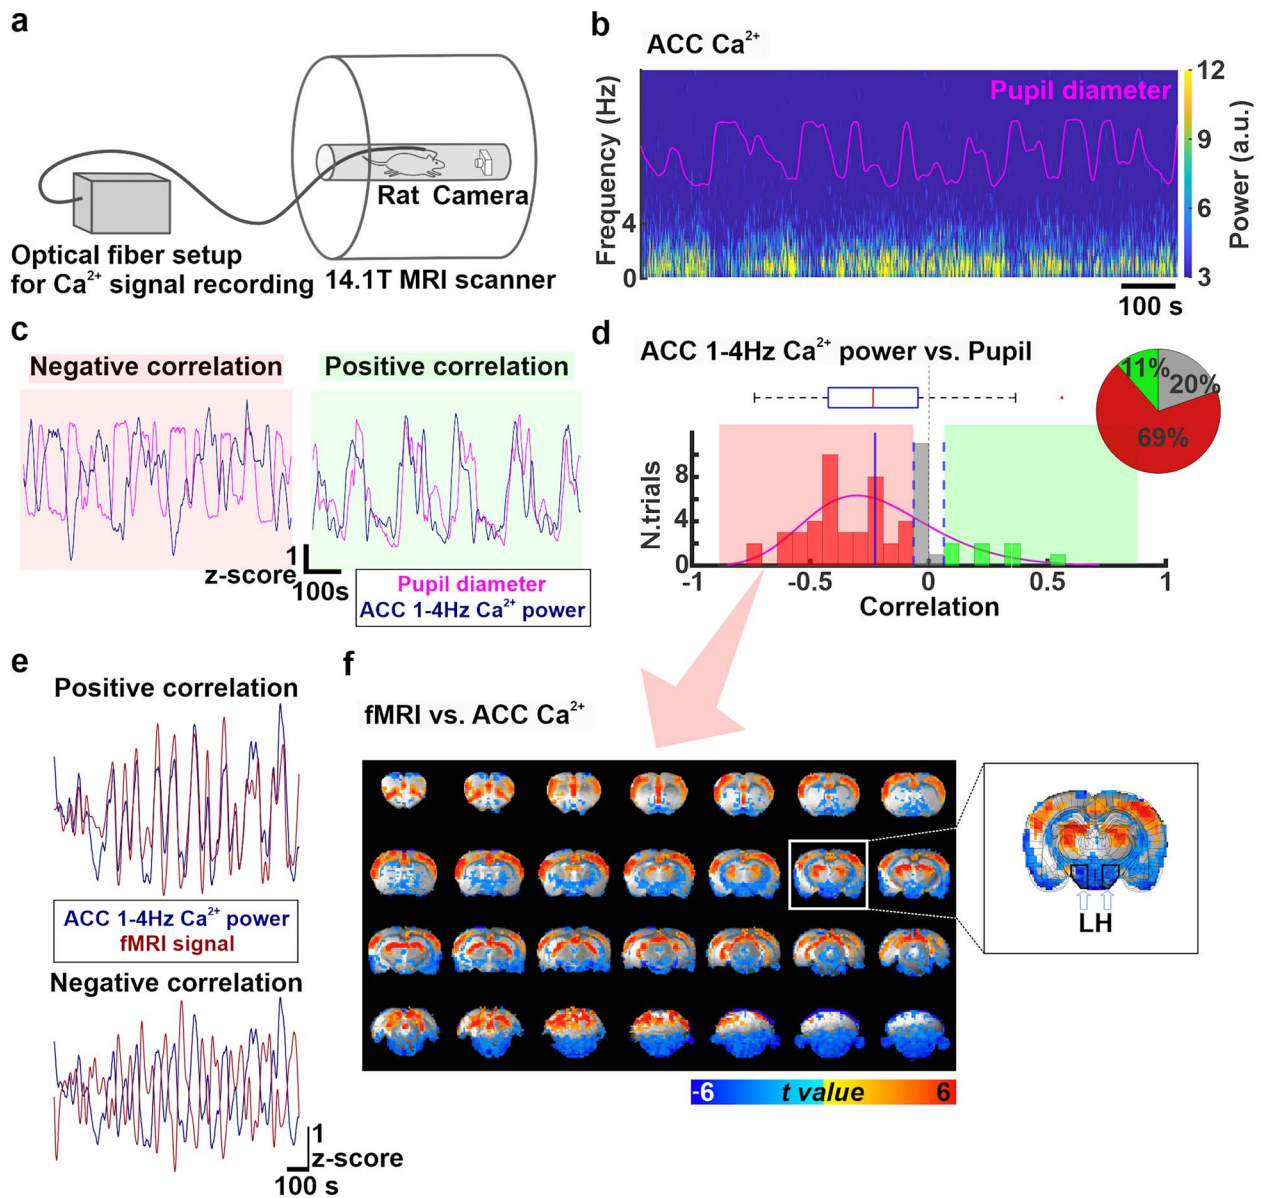 a
Rat Camera
Optical fiber setup
for Ca²⁺ signal recording
14.1T MRI scanner
b
ACC Ca²⁺
Pupil diameter
Frequency (Hz)
4
0
12
9
6
3
Power (a.u.)
100 s
c
Negative correlation
Positive correlation
1
z-score
100s
Pupil diameter
ACC 1-4Hz Ca²⁺ power
d
ACC 1-4Hz Ca²⁺ power vs. Pupil
11%
20%
69%
N.trials
8
4
0
-1
-0.5
0
0.5
1
Correlation
e
Positive correlation
ACC 1-4Hz Ca²⁺ power
fMRI signal
Negative correlation
1
z-score
100 s
f
fMRI vs. ACC Ca²⁺
LH
-6
t value
6